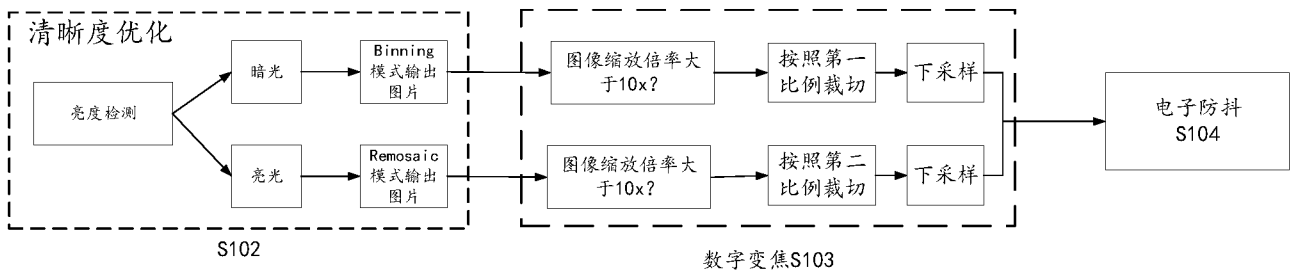 清晰度优化
亮度检测
暗光
Binning
模式输出
图片
亮光
Remosaic
模式输出
图片
S102
图像缩放倍率大
于10x?
按照第一
比例裁切
下采样
图像缩放倍率大
于10x?
按照第二
比例裁切
下采样
数字变焦S103
电子防抖
S104